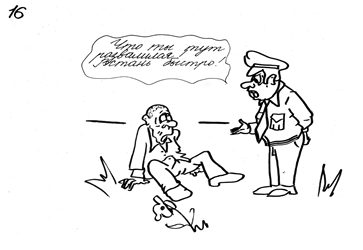 16
Что ты тут
развалился
Встань быстро!
М